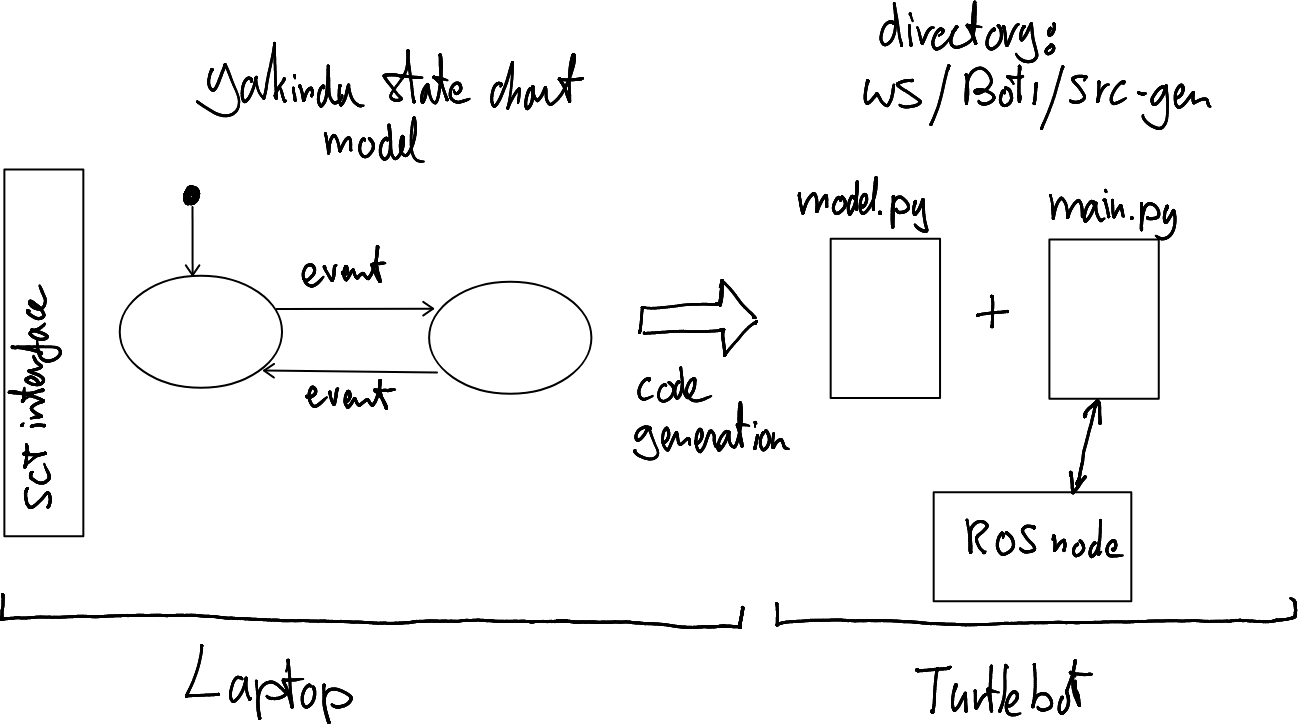 yakindu state chart
model
directory:
ws/Bot1/src-gen
SCT interface
event
event
code
generation
model.py
main.py
+
ROS node
Laptop
Turtlebot